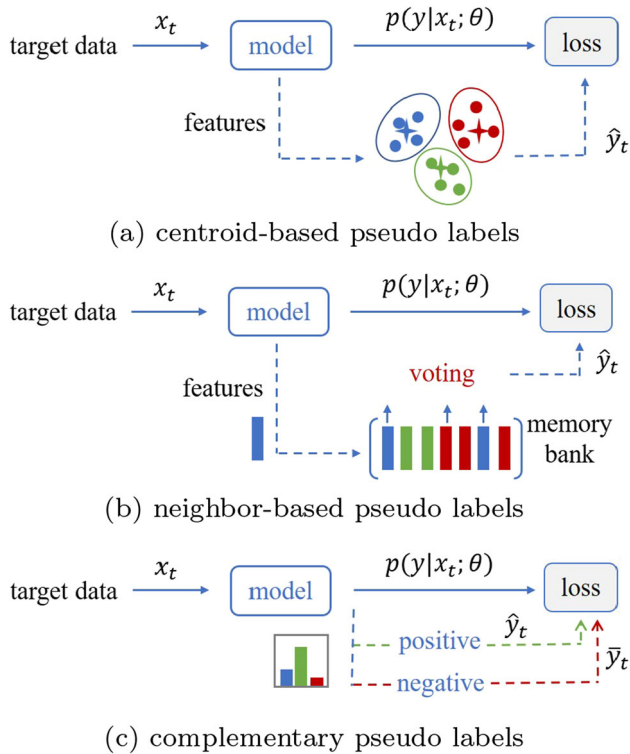 target data x_t model p(y|x_t; θ) loss
features ŷ_t
(a) centroid-based pseudo labels
target data x_t model p(y|x_t; θ) loss
voting ŷ_t
features
memory
bank
(b) neighbor-based pseudo labels
target data x_t model p(y|x_t; θ) loss
positive ŷ_t ȳ_t
negative
(c) complementary pseudo labels